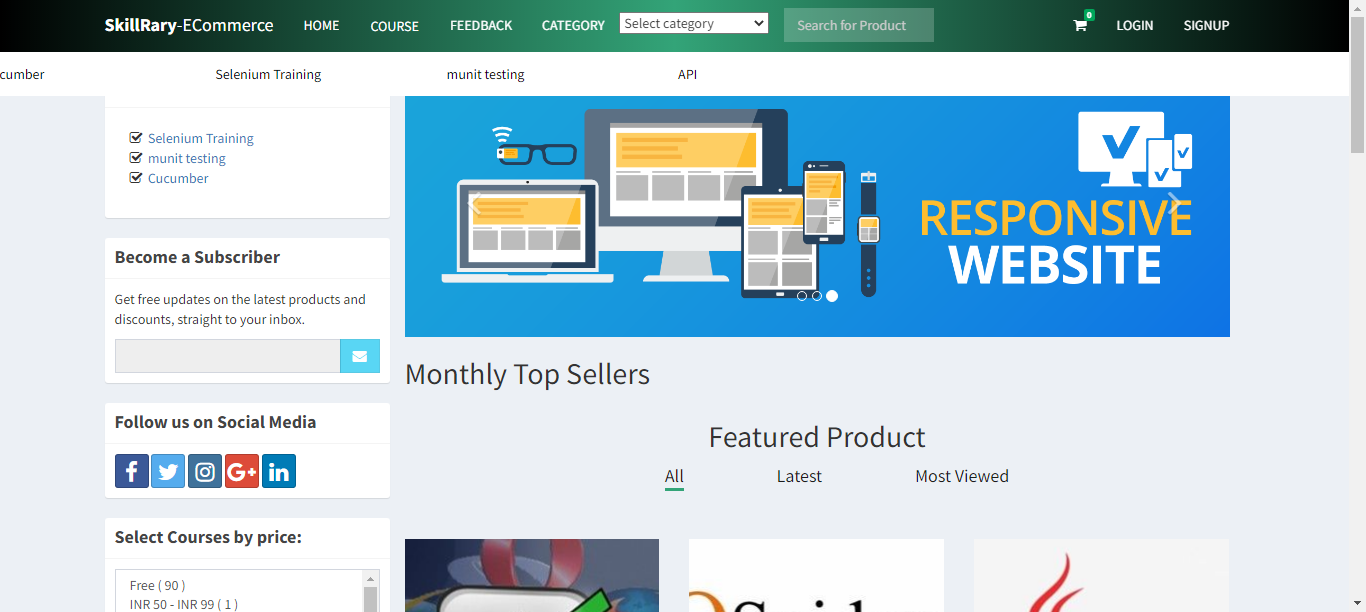 SkillRary-ECommerce HOME COURSE FEEDBACK CATEGORY Select category Search for Product 0 LOGIN SIGNUP
cumber Selenium Training munit testing API
Selenium Training
munit testing
Cucumber
Become a Subscriber
Get free updates on the latest products and
discounts, straight to your inbox.
Follow us on Social Media
f G+ in
Select Courses by price:
Free ( 90 )
INR 50 - INR 99 ( 1 )
RESPONSIVE
WEBSITE
Monthly Top Sellers
Featured Product
All Latest Most Viewed